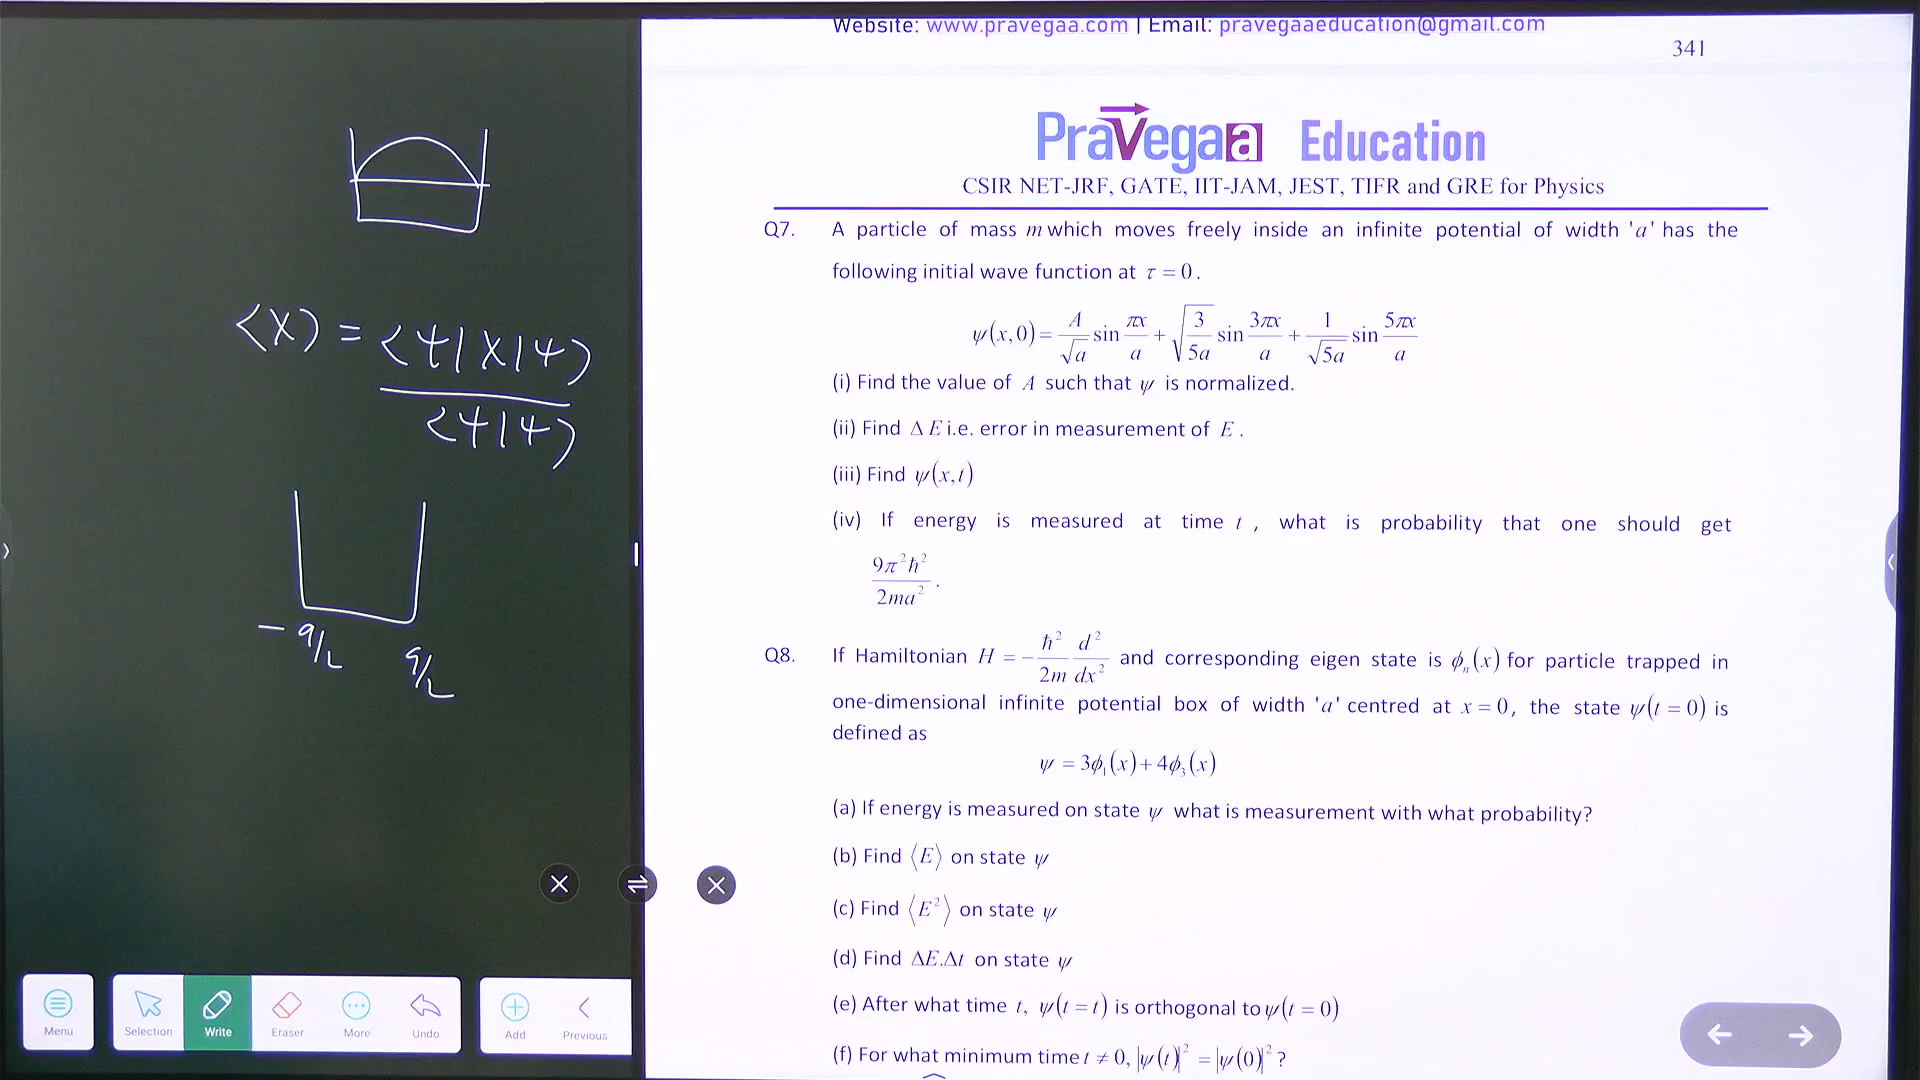 ⟨X⟩ = ⟨ψ|X|ψ⟩
⟨ψ|ψ⟩
- a/2
a/2
Menu
Selection
Write
Eraser
More
Undo
Add
Previous
Website: www.pravegaa.com | Email: pravegaaeducation@gmail.com
341
Pravegaa Education
CSIR NET-JRF, GATE, IIT-JAM, JEST, TIFR and GRE for Physics
Q7. A particle of mass m which moves freely inside an infinite potential of width 'a' has the
following initial wave function at τ = 0.
ψ(x,0) = A/√a sin πx/a + √(3/5a) sin 3πx/a + 1/√5a sin 5πx/a
(i) Find the value of A such that ψ is normalized.
(ii) Find Δ E i.e. error in measurement of E.
(iii) Find ψ(x,t)
(iv) If energy is measured at time t, what is probability that one should get
9π²ħ²/2ma².
Q8. If Hamiltonian H = -ħ²/2m d²/dx² and corresponding eigen state is ϕₙ(x) for particle trapped in
one-dimensional infinite potential box of width 'a' centred at x = 0, the state ψ(t = 0) is
defined as
ψ = 3ϕ₁(x) + 4ϕ₃(x)
(a) If energy is measured on state ψ what is measurement with what probability?
(b) Find ⟨E⟩ on state ψ
(c) Find ⟨E²⟩ on state ψ
(d) Find ΔE.Δt on state ψ
(e) After what time t, ψ(t = t) is orthogonal to ψ(t = 0)
(f) For what minimum time t ≠ 0, |ψ(t)|² = |ψ(0)|² ?